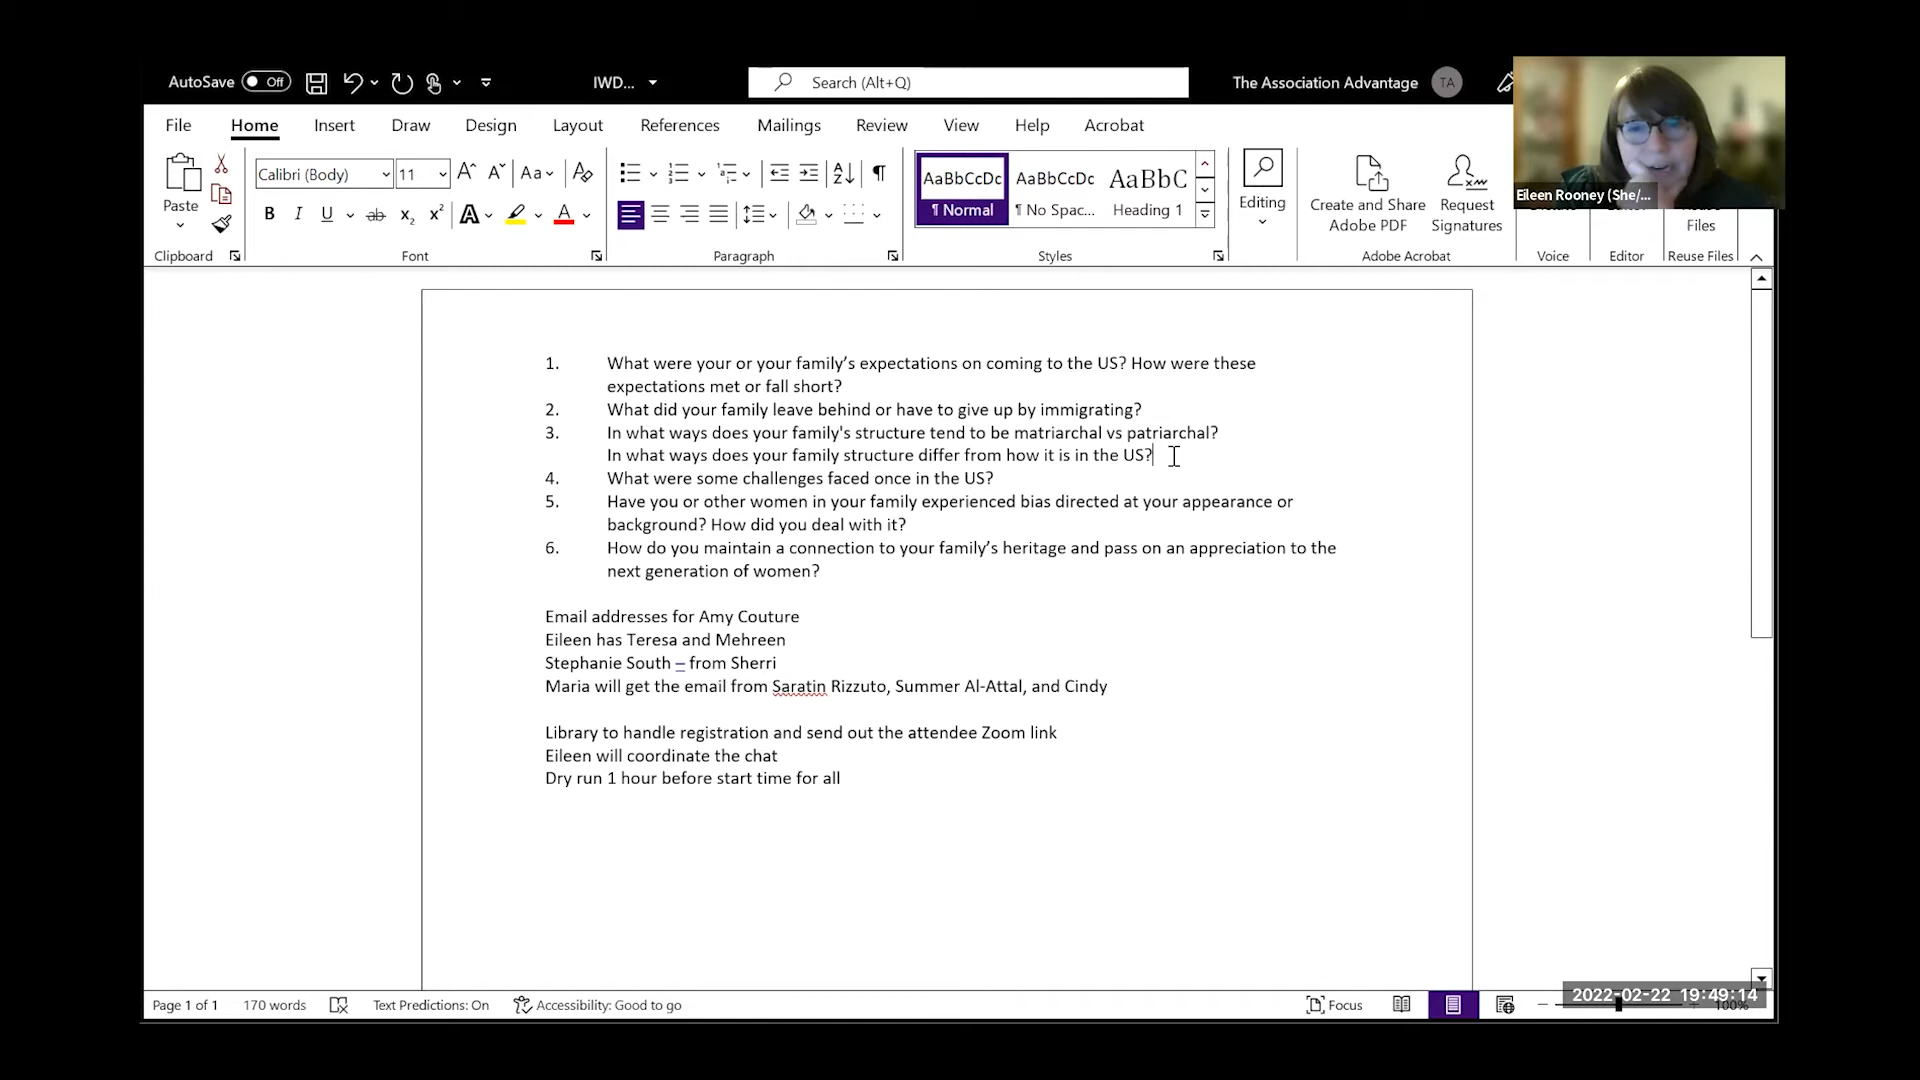 AutoSave Off IWD... Search (Alt+Q) The Association Advantage TA
File Home Insert Draw Design Layout References Mailings Review View Help Acrobat
Eileen Rooney (She/...
Calibri (Body) 11 Aa
AaBbCcDc AaBbCcDc AaBbC
Paste
¶ Normal ¶ No Spac... Heading 1
Editing
Create and Share Adobe PDF
Request Signatures
Files
Clipboard Font Paragraph Styles Adobe Acrobat Voice Editor Reuse Files
1. What were your or your family’s expectations on coming to the US? How were these
expectations met or fall short?
2. What did your family leave behind or have to give up by immigrating?
3. In what ways does your family's structure tend to be matriarchal vs patriarchal?
In what ways does your family structure differ from how it is in the US?
4. What were some challenges faced once in the US?
5. Have you or other women in your family experienced bias directed at your appearance or
background? How did you deal with it?
6. How do you maintain a connection to your family’s heritage and pass on an appreciation to the
next generation of women?
Email addresses for Amy Couture
Eileen has Teresa and Mehreen
Stephanie South – from Sherri
Maria will get the email from Saratin Rizzuto, Summer Al-Attal, and Cindy
Library to handle registration and send out the attendee Zoom link
Eileen will coordinate the chat
Dry run 1 hour before start time for all
Page 1 of 1 170 words Text Predictions: On Accessibility: Good to go Focus 100%
2022-02-22 19:49:14